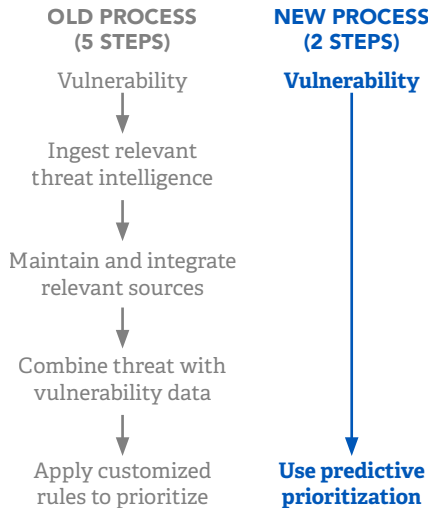 OLD PROCESS
(5 STEPS)
Vulnerability
Ingest relevant
threat intelligence
Maintain and integrate
relevant sources
Combine threat with
vulnerability data
Apply customized
rules to prioritize
NEW PROCESS
(2 STEPS)
Vulnerability
Use predictive
prioritization